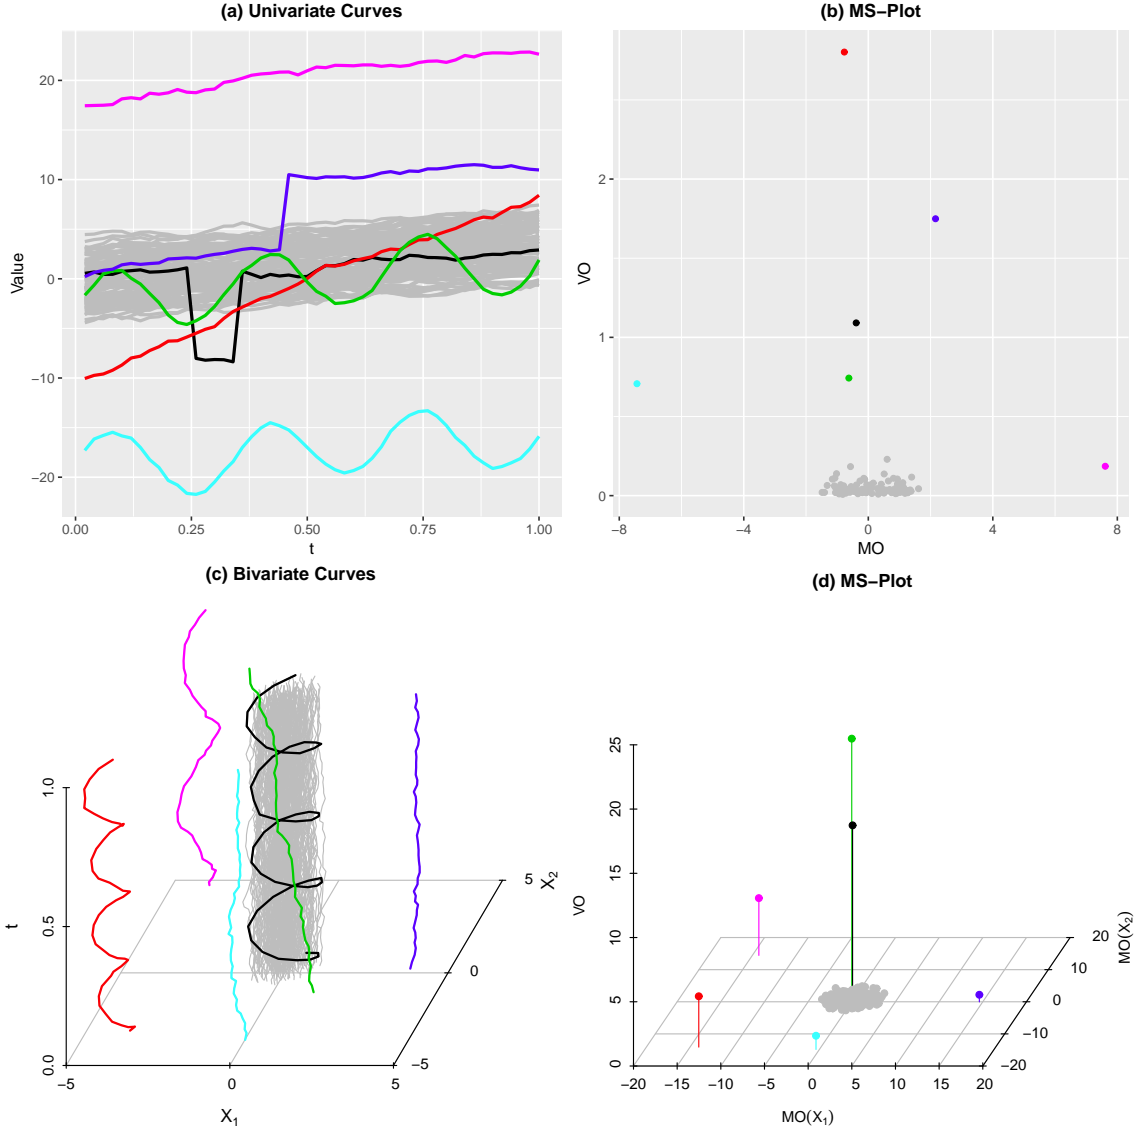 (a) Univariate Curves
20
10
0
−10
−20
Value
0.00 0.25 0.50 0.75 1.00
t
(b) MS−Plot
2
1
0
VO
−8 −4 0 4 8
MO
(c) Bivariate Curves
1.0
0.5
0.0
t
−5 0 5
X1
5
0
−5
X2
(d) MS−Plot
25
20
15
10
5
0
VO
−20 −15 −10 −5 0 5 10 15 20
MO(X1)
20
10
0
−10
−20
MO(X2)